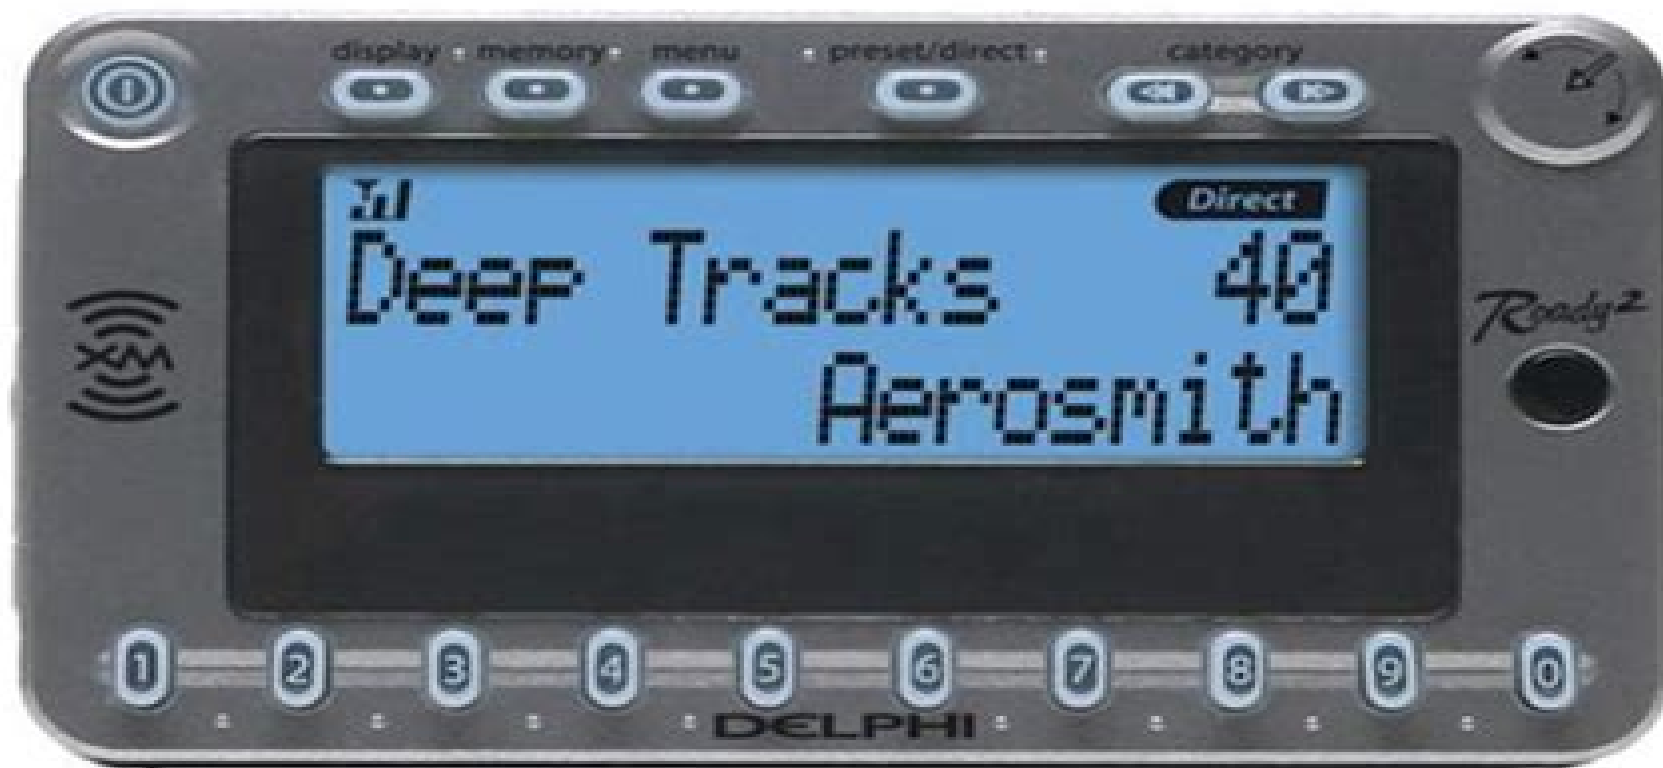 display memory menu preset/direct category
Direct
Deep Tracks 40
XM
Roady2
Aerosmith
1 2 3 4 5 6 7 8 9 0
DELPHI